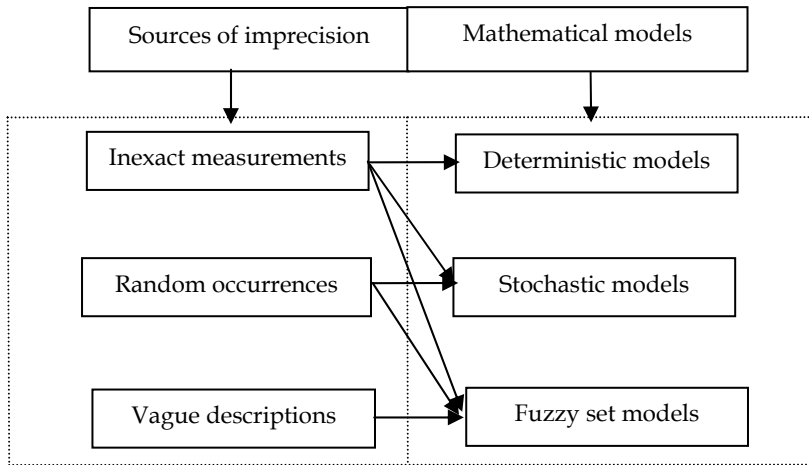 Sources of imprecision
Mathematical models
Inexact measurements
Deterministic models
Random occurrences
Stochastic models
Vague descriptions
Fuzzy set models